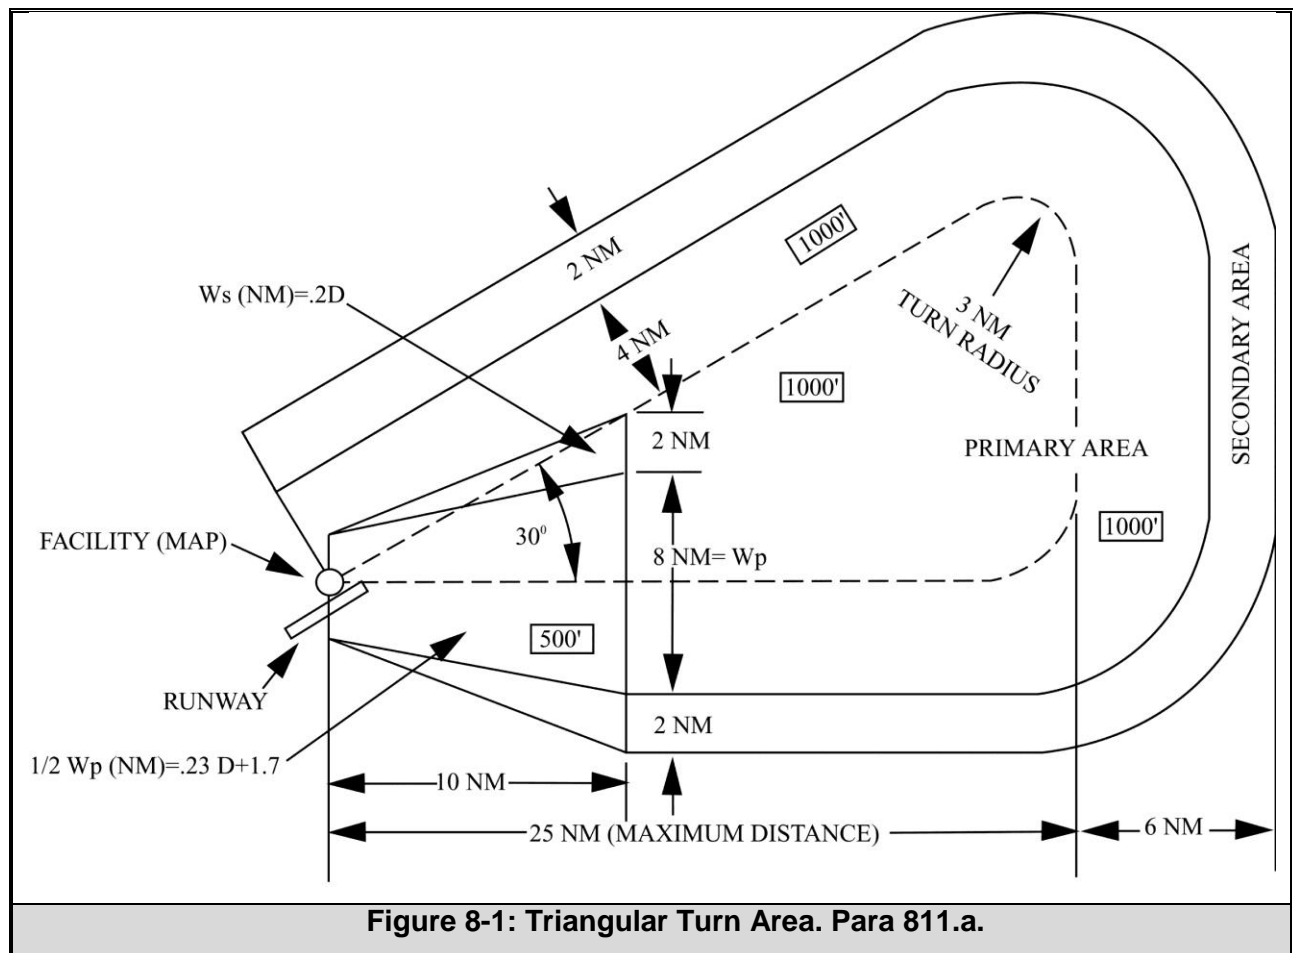 2 NM
1000'
Ws (NM)=.2D
3 NM
TURN RADIUS
4 NM
1000'
2 NM
SECONDARY AREA
PRIMARY AREA
30⁰
1000'
FACILITY (MAP)
8 NM= Wp
500'
RUNWAY
2 NM
1/2 Wp (NM)=.23 D+1.7
10 NM
25 NM (MAXIMUM DISTANCE)
6 NM
Figure 8-1: Triangular Turn Area. Para 811.a.